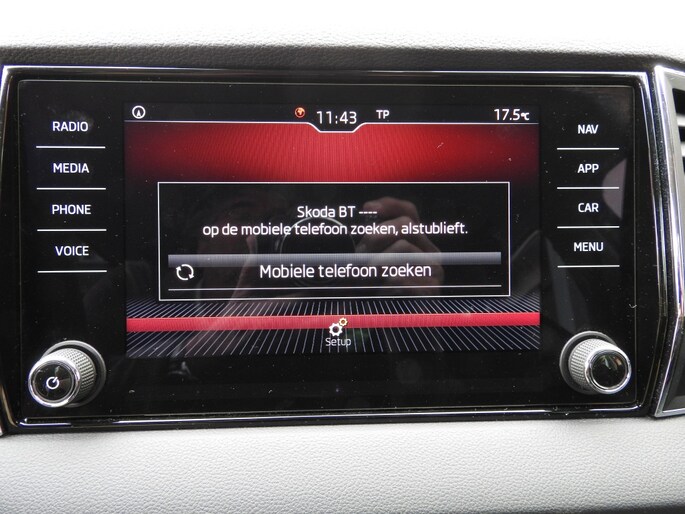 11:43 TP 17.5°C
RADIO
MEDIA
PHONE
VOICE
Skoda BT ----
op de mobiele telefoon zoeken, alstublieft.
Mobiele telefoon zoeken
Setup
NAV
APP
CAR
MENU